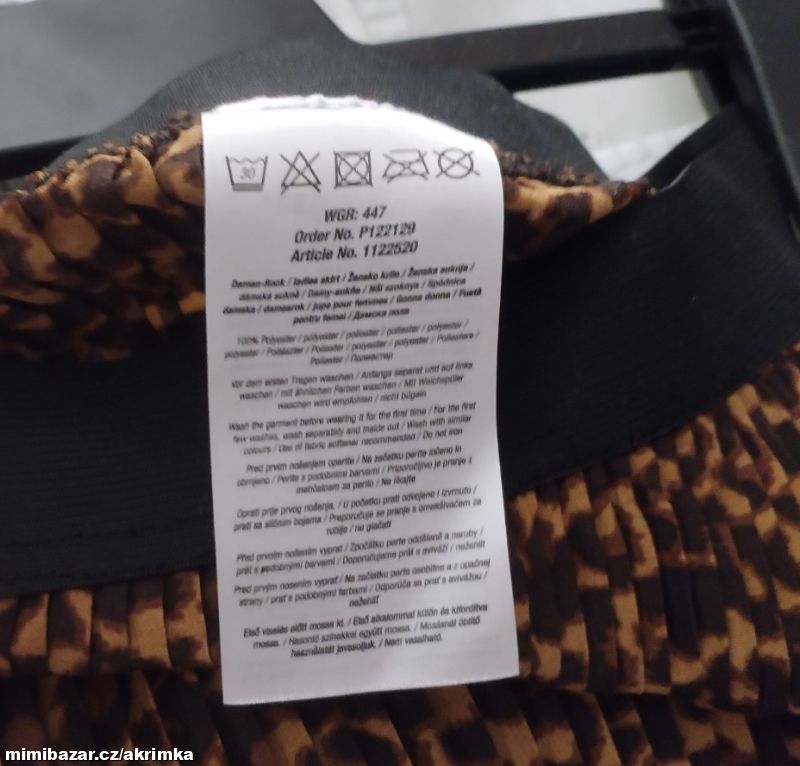 30
WGR: 447
Order No. P122129
Article No. 1122520
Damen-Rock / ladies skirt / Žensko krilo / Ženska suknja /
damská sukně / Dámy-sukňe / Női szoknya / Spódnica
damska / damesrok / jupe pour femmes / Gonna donna / Fustă
pentru femei / Дамска пола
100% Polyester / polyester / poliester / poliester / polyester /
polyester / Poliészter / Poliester / polyester / polyester / Poliestere /
Poliester / Полиестер
Vor dem ersten Tragen waschen / Anfangs separat und auf links
waschen / mit ähnlichen Farben waschen / Mit Weichspüler
waschen wird empfohlen / nicht bügeln
Wash the garment before wearing it for the first time / For the first
few washes, wash separately and inside out / Wash with similar
colours / Use of fabric softener recommended / Do not iron
Pred prvim nošenjem operite / Na začetku perite ločeno in
obrnjeno / Perite s podobnimi barvami / Priporočljivo je pranje z
mehčalcem za perilo / Ne likajte
Oprati prije prvog nošenja. / U početku prati odvojeno i izvrnuto /
prati sa sličnim bojama / Preporučuje se pranje s omekšivačem za
rublje / ne glačati
Před prvním nošením vyprat / Zpočátku perte odděleně a naruby /
prát s podobnými barvami / Doporučujeme prát s aviváží / nežehlit
Pred prvým nosením vyprať / Na začiatku perte osobitne a z opačnej
strany / prať s podobnými farbami / Odporúča sa prať s avivážou /
nežehliť
Első viselés előtt mossa ki. / Első alkalommal külön és kifordítva
mossa. / Hasonló színekkel együtt mossa. / Mosásnál öblítő
használatát javasoljuk. / Nem vasalható.
mimibazar.cz/akrimka